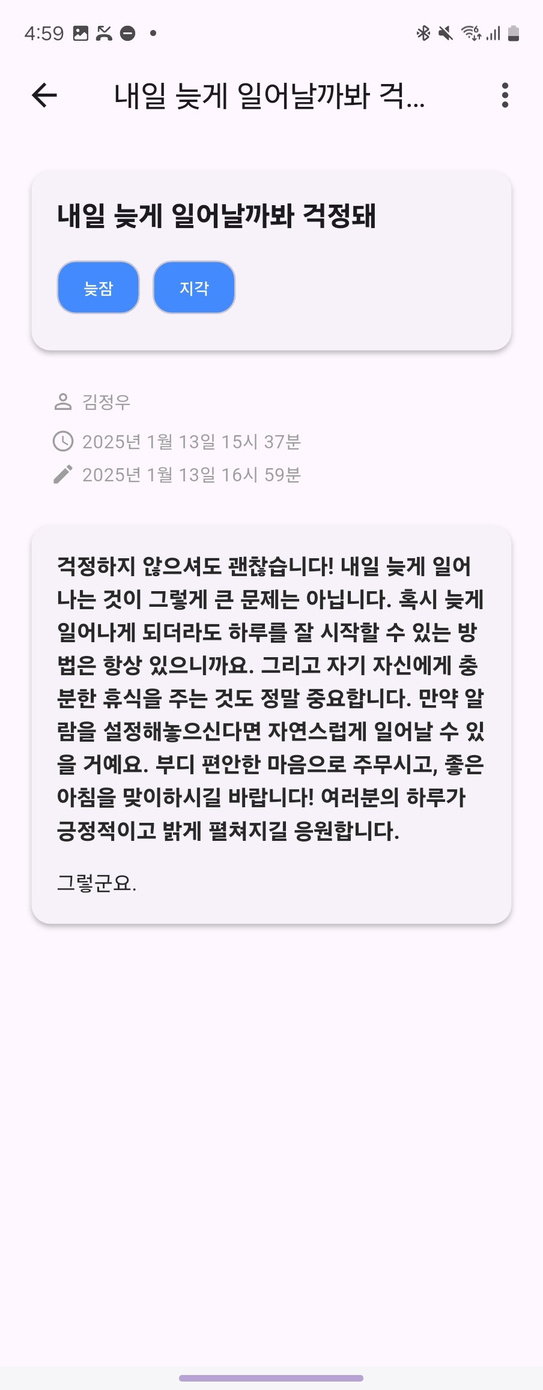 4:59
내일 늦게 일어날까봐 걱...
내일 늦게 일어날까봐 걱정돼
늦잠 지각
김정우
2025년 1월 13일 15시 37분
2025년 1월 13일 16시 59분
걱정하지 않으셔도 괜찮습니다! 내일 늦게 일어
나는 것이 그렇게 큰 문제는 아닙니다. 혹시 늦게
일어나게 되더라도 하루를 잘 시작할 수 있는 방
법은 항상 있으니까요. 그리고 자기 자신에게 충
분한 휴식을 주는 것도 정말 중요합니다. 만약 알
람을 설정해놓으신다면 자연스럽게 일어날 수 있
을 거예요. 부디 편안한 마음으로 주무시고, 좋은
아침을 맞이하시길 바랍니다! 여러분의 하루가
긍정적이고 밝게 펼쳐지길 응원합니다.
그렇군요.